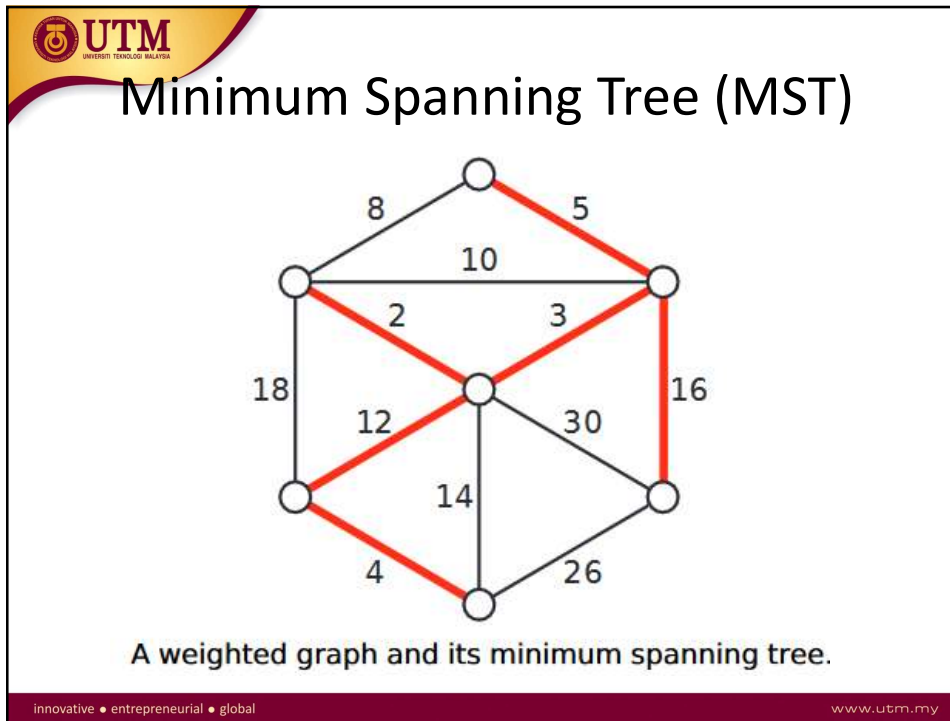 UTM
UNIVERSITI TEKNOLOGI MALAYSIA
Minimum Spanning Tree (MST)
8
5
10
2
3
18
16
12
30
14
4
26
A weighted graph and its minimum spanning tree.
innovative ● entrepreneurial ● global
www.utm.my